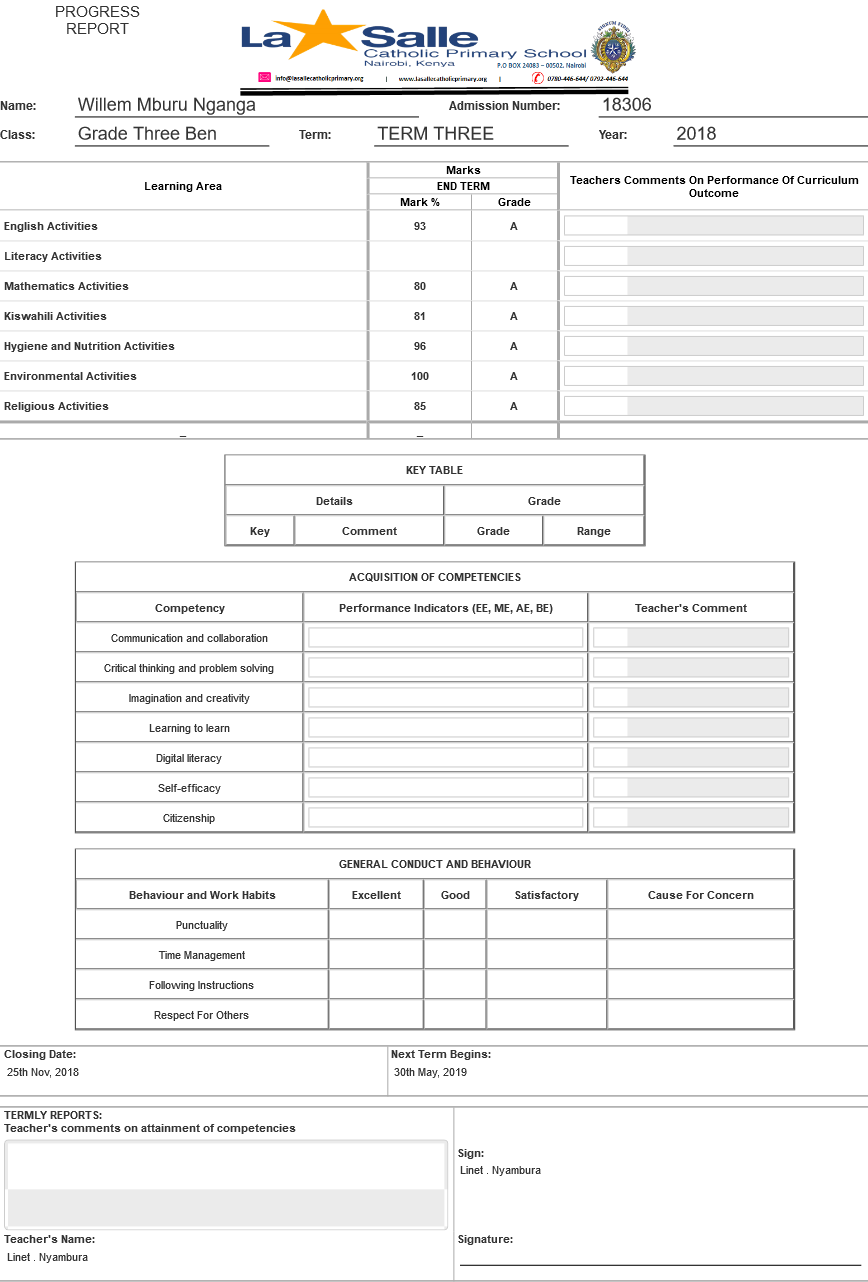 PROGRESS
REPORT
La Salle
Catholic Primary School
Nairobi, Kenya
P.O BOX 24083 – 00502, Nairobi
info@lasallecatholicprimary.org | www.lasallecatholicprimary.org | 0780-446-644/ 0792-446-644
Name: Willem Mburu Nganga Admission Number: 18306
Class: Grade Three Ben Term: TERM THREE Year: 2018
Learning Area Marks Teachers Comments On Performance Of Curriculum Outcome
END TERM
Mark % Grade
English Activities 93 A
Literacy Activities
Mathematics Activities 80 A
Kiswahili Activities 81 A
Hygiene and Nutrition Activities 96 A
Environmental Activities 100 A
Religious Activities 85 A
_ _
KEY TABLE
Details Grade
Key Comment Grade Range
ACQUISITION OF COMPETENCIES
Competency Performance Indicators (EE, ME, AE, BE) Teacher's Comment
Communication and collaboration
Critical thinking and problem solving
Imagination and creativity
Learning to learn
Digital literacy
Self-efficacy
Citizenship
GENERAL CONDUCT AND BEHAVIOUR
Behaviour and Work Habits Excellent Good Satisfactory Cause For Concern
Punctuality
Time Management
Following Instructions
Respect For Others
Closing Date: Next Term Begins:
25th Nov, 2018 30th May, 2019
TERMLY REPORTS:
Teacher's comments on attainment of competencies
Sign:
Linet . Nyambura
Teacher's Name: Signature:
Linet . Nyambura